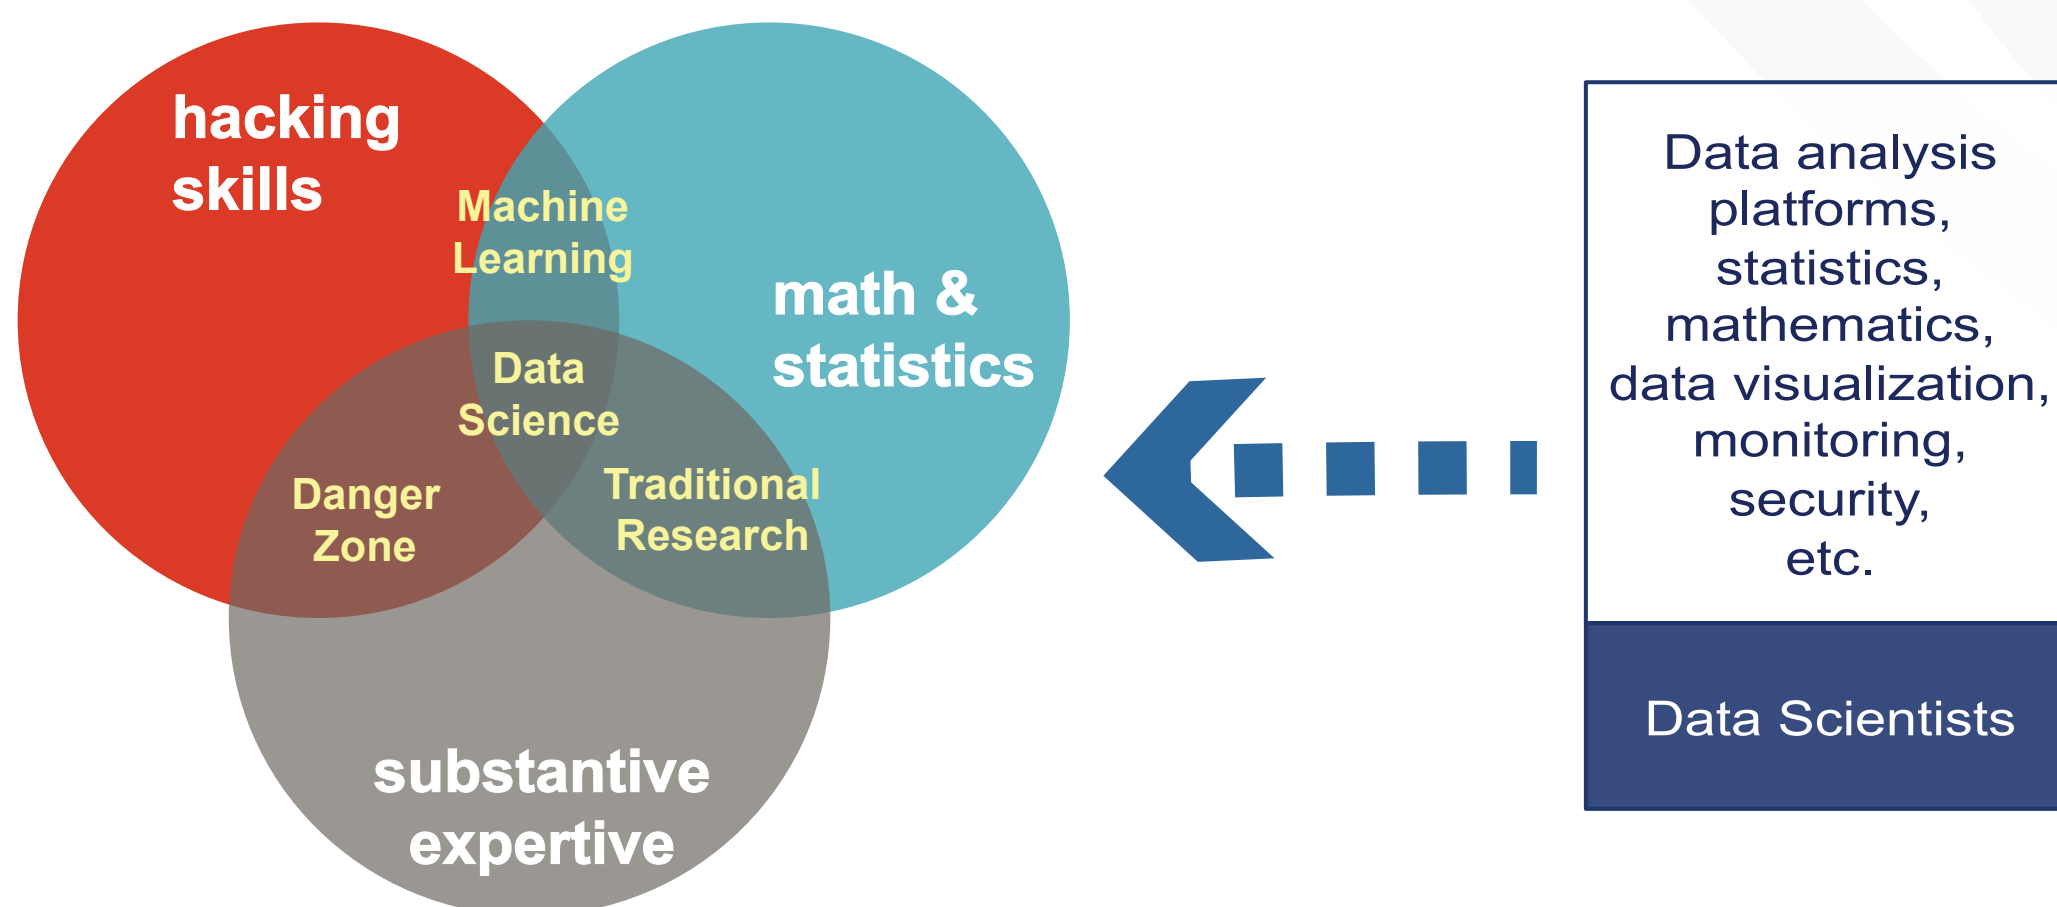 hacking
skills
Machine
Learning
math &
statistics
Data
Science
Danger
Zone
Traditional
Research
substantive
expertive
Data analysis
platforms,
statistics,
mathematics,
data visualization,
monitoring,
security,
etc.
Data Scientists